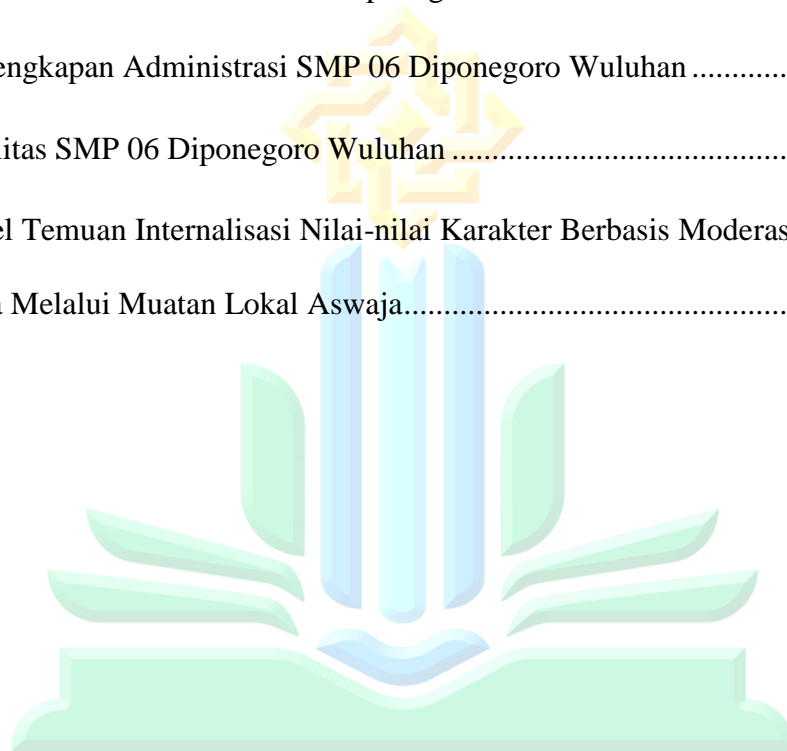 engkapan Administrasi SMP 06 Diponegoro Wuluhan .............
litas SMP 06 Diponegoro Wuluhan .............................................
el Temuan Internalisasi Nilai-nilai Karakter Berbasis Moderas
a Melalui Muatan Lokal Aswaja...................................................